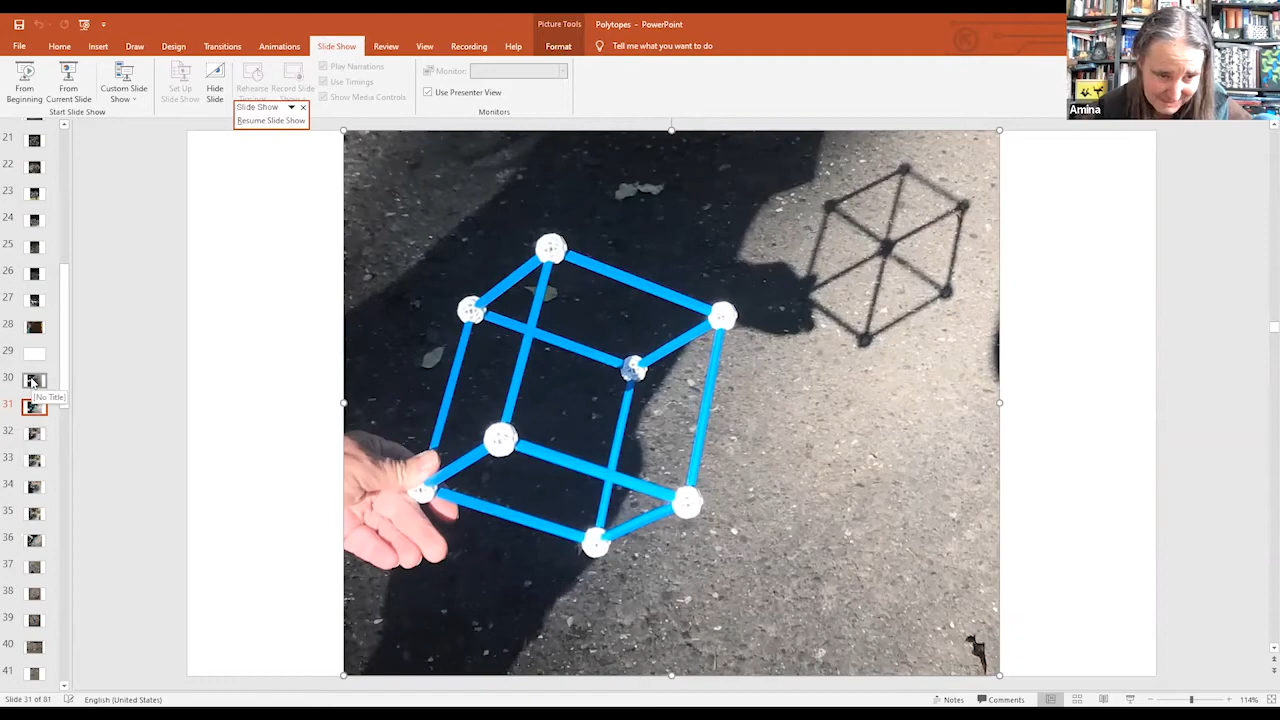 Picture Tools
Polytopes - PowerPoint
File Home Insert Draw Design Transitions Animations Slide Show Review View Recording Help Format Tell me what you want to do
From Beginning
From Current Slide
Custom Slide Show
Set Up Slide Show
Hide Slide
Rehearse
Record Slide
Play Narrations
Use Timings
Show Media Controls
Monitor:
Use Presenter View
Start Slide Show
Monitors
Slide Show
Resume Slide Show
Amina
21
22
23
24
25
26
27
28
29
30
[No Title]
31
32
33
34
35
36
37
38
39
40
41
Slide 31 of 81 English (United States) Notes Comments 114%